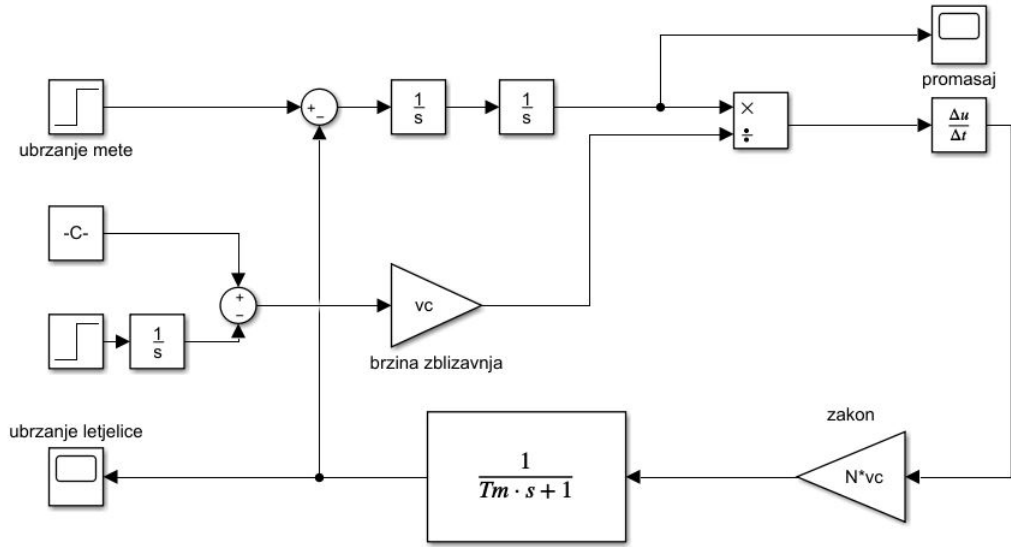 promasaj
ubrzanje mete
+
−
1
s
1
s
×
÷
Δu
Δt
-C-
+
−
vc
brzina zblizavnja
1
s
ubrzanje letjelice
zakon
1
Tm · s + 1
N*vc